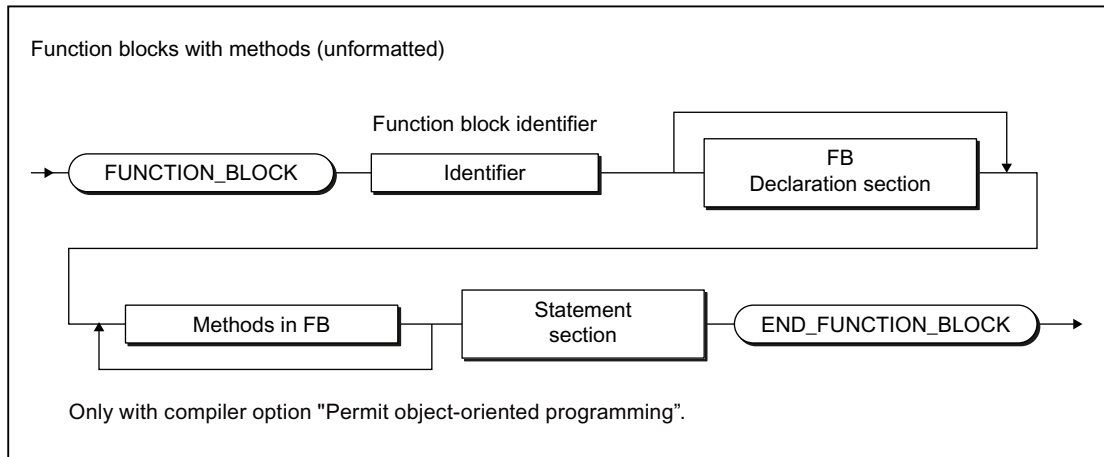 Function blocks with methods (unformatted)
Function block identifier
FUNCTION_BLOCK
Identifier
FB
Declaration section
Methods in FB
Statement
section
END_FUNCTION_BLOCK
Only with compiler option "Permit object-oriented programming”.